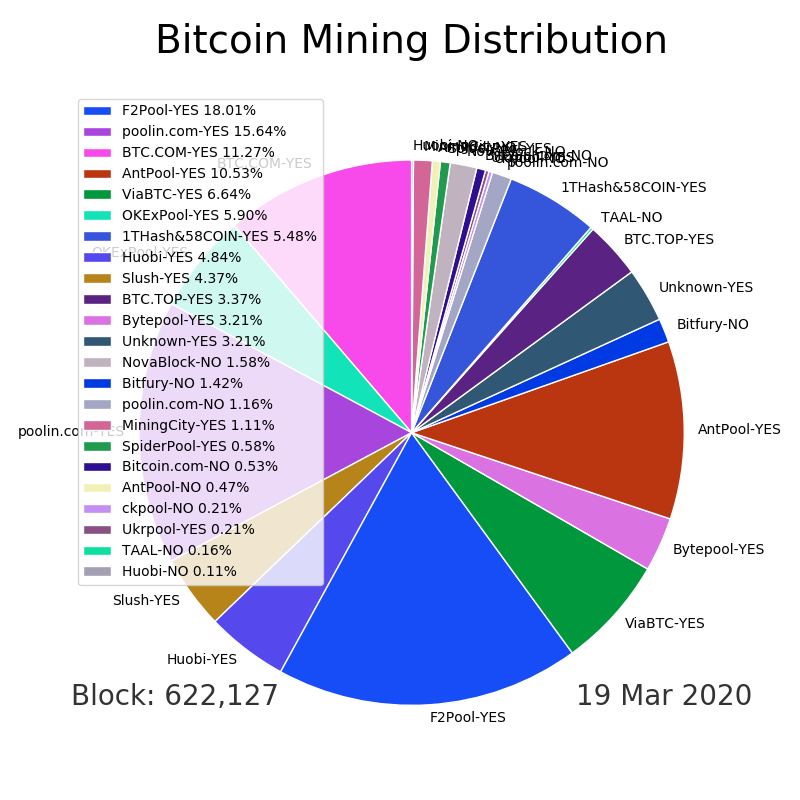 Bitcoin Mining Distribution
F2Pool-YES 18.01%
poolin.com-YES 15.64%
BTC.COM-YES 11.27%
AntPool-YES 10.53%
ViaBTC-YES 6.64%
OKExPool-YES 5.90%
1THash&58COIN-YES 5.48%
Huobi-YES 4.84%
Slush-YES 4.37%
BTC.TOP-YES 3.37%
Bytepool-YES 3.21%
Unknown-YES 3.21%
NovaBlock-NO 1.58%
Bitfury-NO 1.42%
poolin.com-NO 1.16%
MiningCity-YES 1.11%
SpiderPool-YES 0.58%
Bitcoin.com-NO 0.53%
AntPool-NO 0.47%
ckpool-NO 0.21%
Ukrpool-YES 0.21%
TAAL-NO 0.16%
Huobi-NO 0.11%
BTC.COM-YES
OKExPool-YES
poolin.com-YES
Slush-YES
Huobi-YES
F2Pool-YES
ViaBTC-YES
Bytepool-YES
AntPool-YES
Bitfury-NO
Unknown-YES
BTC.TOP-YES
TAAL-NO
1THash&58COIN-YES
poolin.com-NO
Block: 622,127
19 Mar 2020